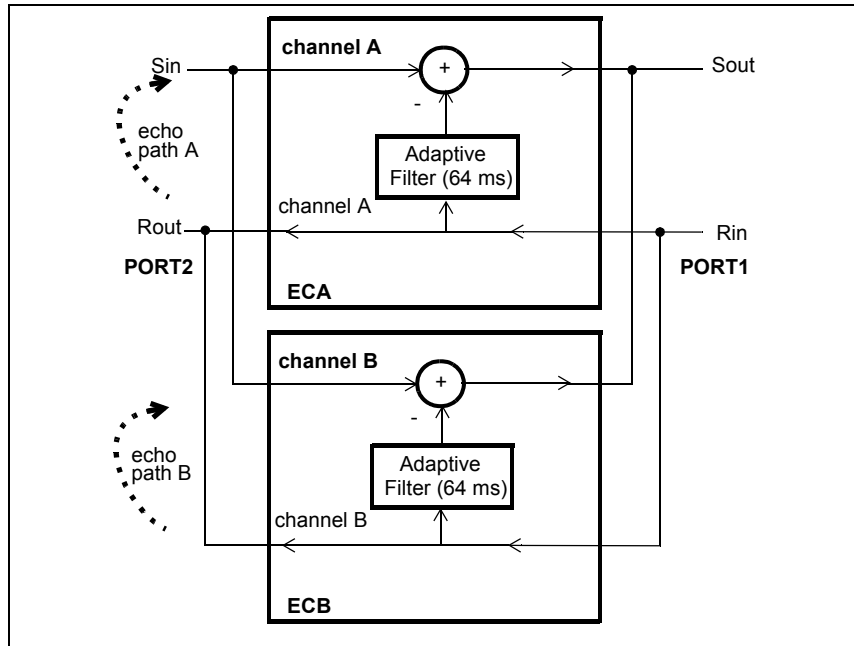 channel A
Sin
+
Sout
-
echo
path A
Adaptive
Filter (64 ms)
channel A
Rout
Rin
PORT2
PORT1
ECA
channel B
+
-
echo
path B
Adaptive
Filter (64 ms)
channel B
ECB